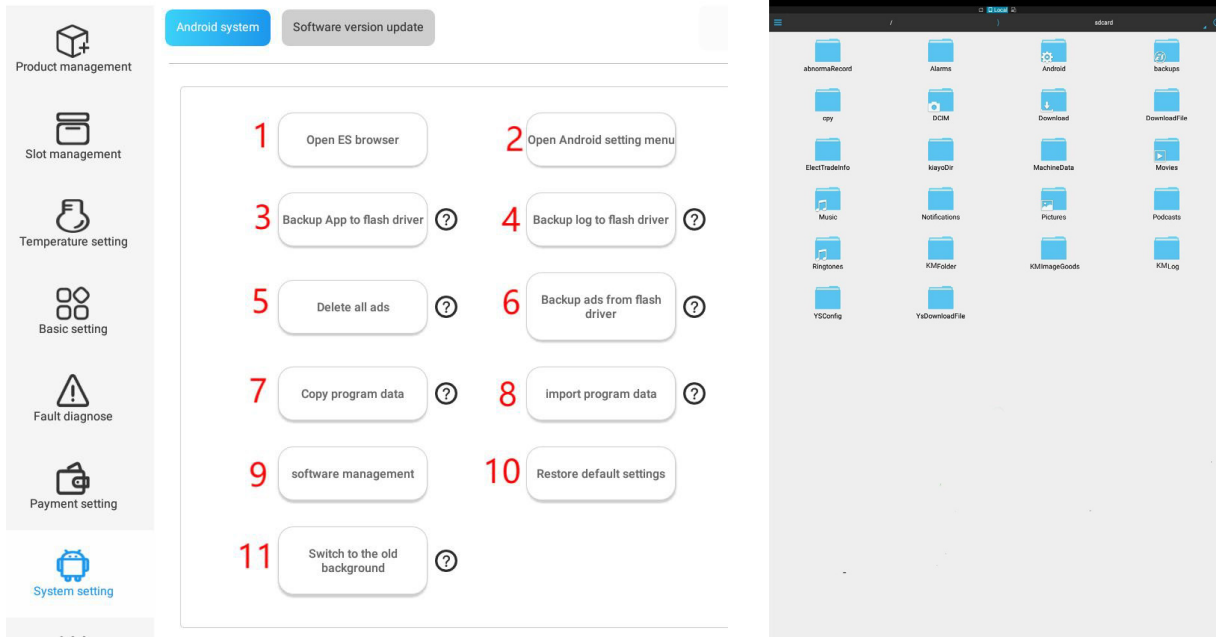 Product management
Slot management
Temperature setting
Basic setting
Fault diagnose
Payment setting
System setting
Android system
Software version update
1
Open ES browser
2
Open Android setting menu
3
Backup App to flash driver
?
4
Backup log to flash driver
?
5
Delete all ads
?
6
Backup ads from flash
driver
?
7
Copy program data
?
8
import program data
?
9
software management
10
Restore default settings
11
Switch to the old
background
?
Local
/
sdcard
abnormaRecord
Alarms
Android
backups
cpy
DCIM
Download
DownloadFile
ElectTradeInfo
kiayoDir
MachineData
Movies
Music
Notifications
Pictures
Podcasts
Ringtones
KMFolder
KMImageGoods
KMLog
YSConfig
YsDownloadFile